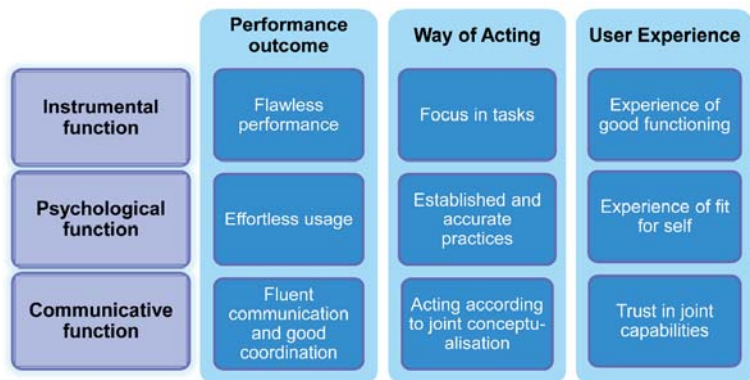 Performance
outcome
Way of Acting
User Experience
Instrumental
function
Flawless
performance
Focus in tasks
Experience of
good functioning
Psychological
function
Effortless usage
Established and
accurate
practices
Experience of fit
for self
Communicative
function
Fluent
communication
and good
coordination
Acting according
to joint conceptu-
alisation
Trust in joint
capabilities